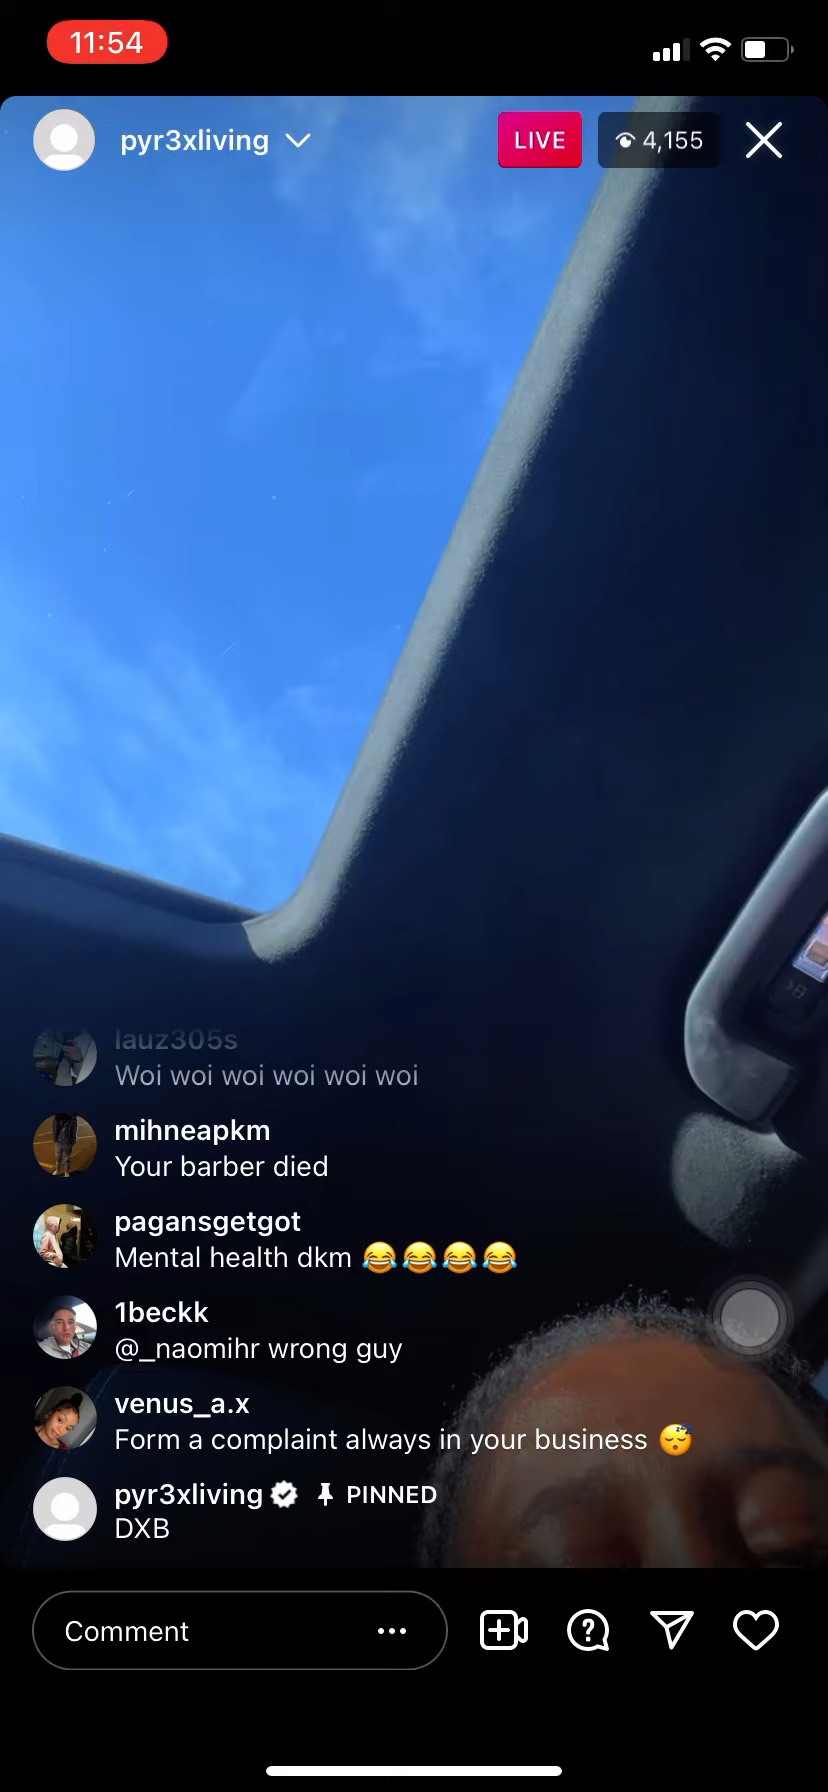 11:54
pyr3xliving
LIVE
4,155
lauz305s
Woi woi woi woi woi woi
mihneapkm
Your barber died
pagansgetgot
Mental health dkm 😂😂😂😂
1beckk
@_naomihr wrong guy
venus_a.x
Form a complaint always in your business 😴
pyr3xliving PINNED
DXB
Comment